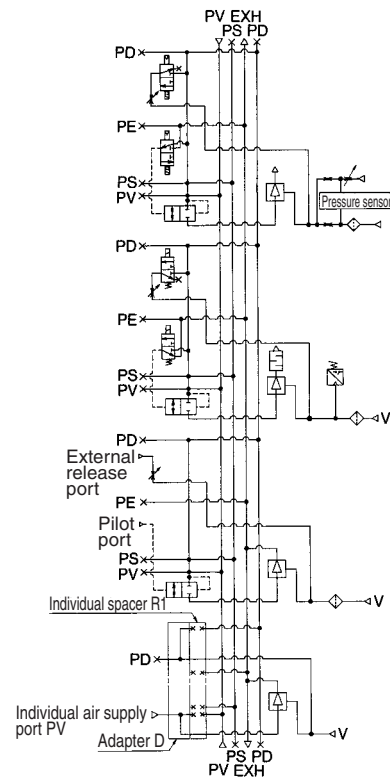 PV EXH
PS PD
PD
PE
PS
PV
Pressure sensor
PD
PE
PS
PV
V
PD
External
release
port
PE
Pilot
port
PS
PV
V
Individual spacer R1
PD
Individual air supply
port PV
V
Adapter D
PS PD
PV EXH